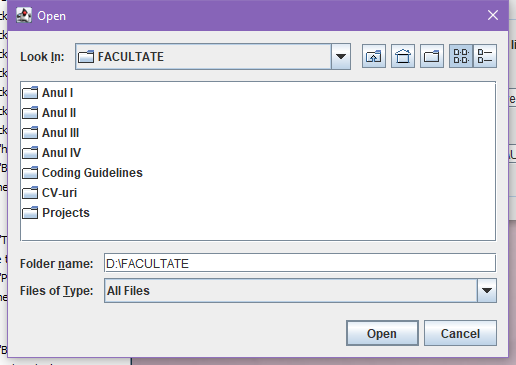 Open
Look In: FACULTATE
Anul I
Anul II
Anul III
Anul IV
Coding Guidelines
CV-uri
Projects
Folder name: D:\FACULTATE
Files of Type: All Files
Open Cancel